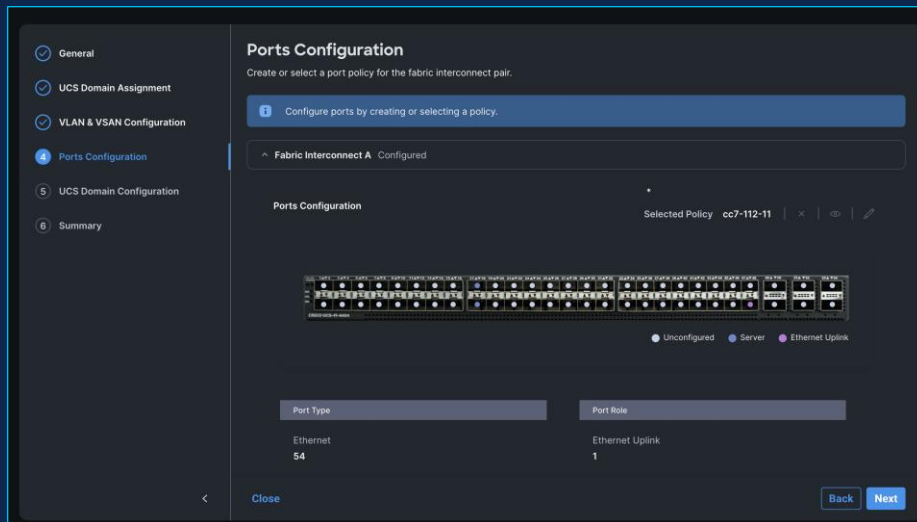 General
UCS Domain Assignment
VLAN & VSAN Configuration
4 Ports Configuration
5 UCS Domain Configuration
6 Summary
Ports Configuration
Create or select a port policy for the fabric interconnect pair.
Configure ports by creating or selecting a policy.
Fabric Interconnect A Configured
Ports Configuration
Selected Policy cc7-112-11
Unconfigured Server Ethernet Uplink
Port Type Port Role
Ethernet Ethernet Uplink
54 1
Close Back Next